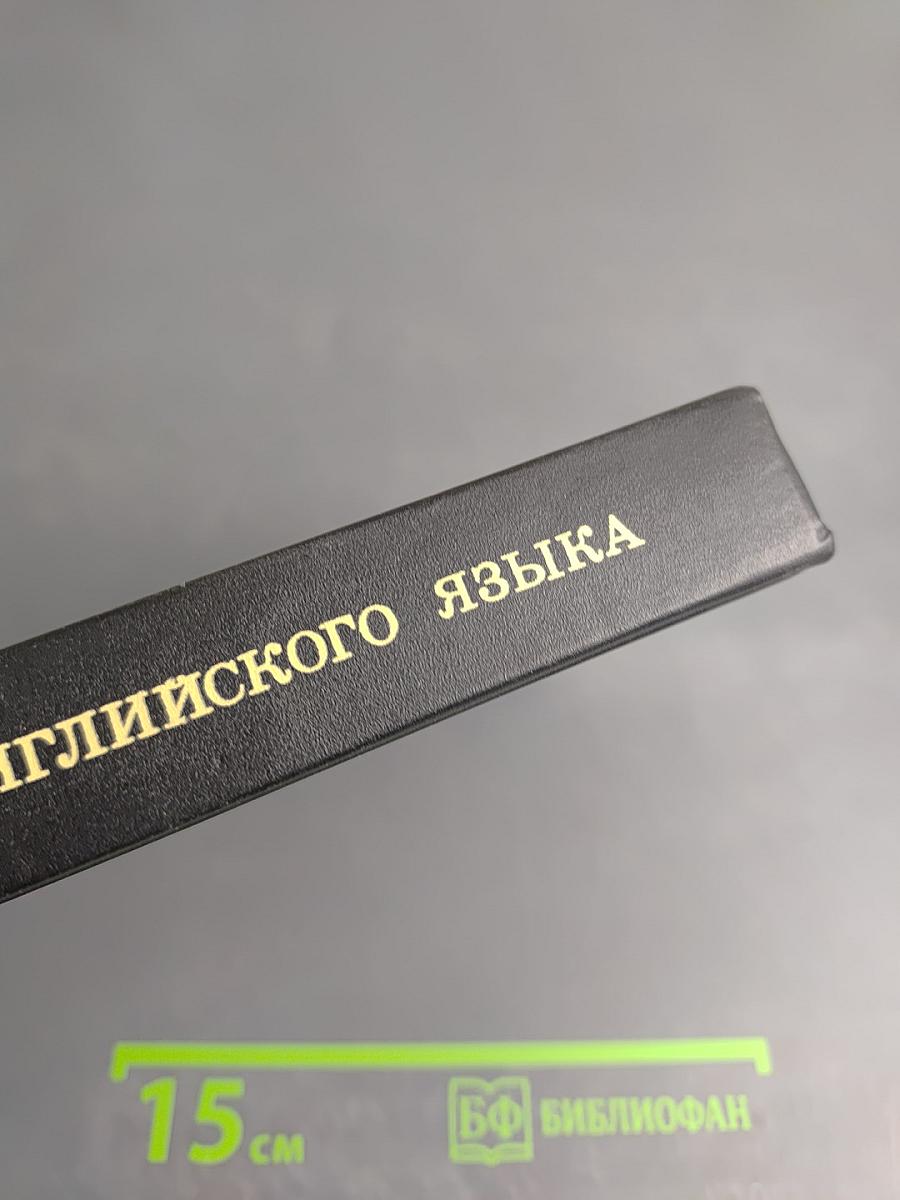 нглийского языка
15 см
БФ БИБЛИОФАН